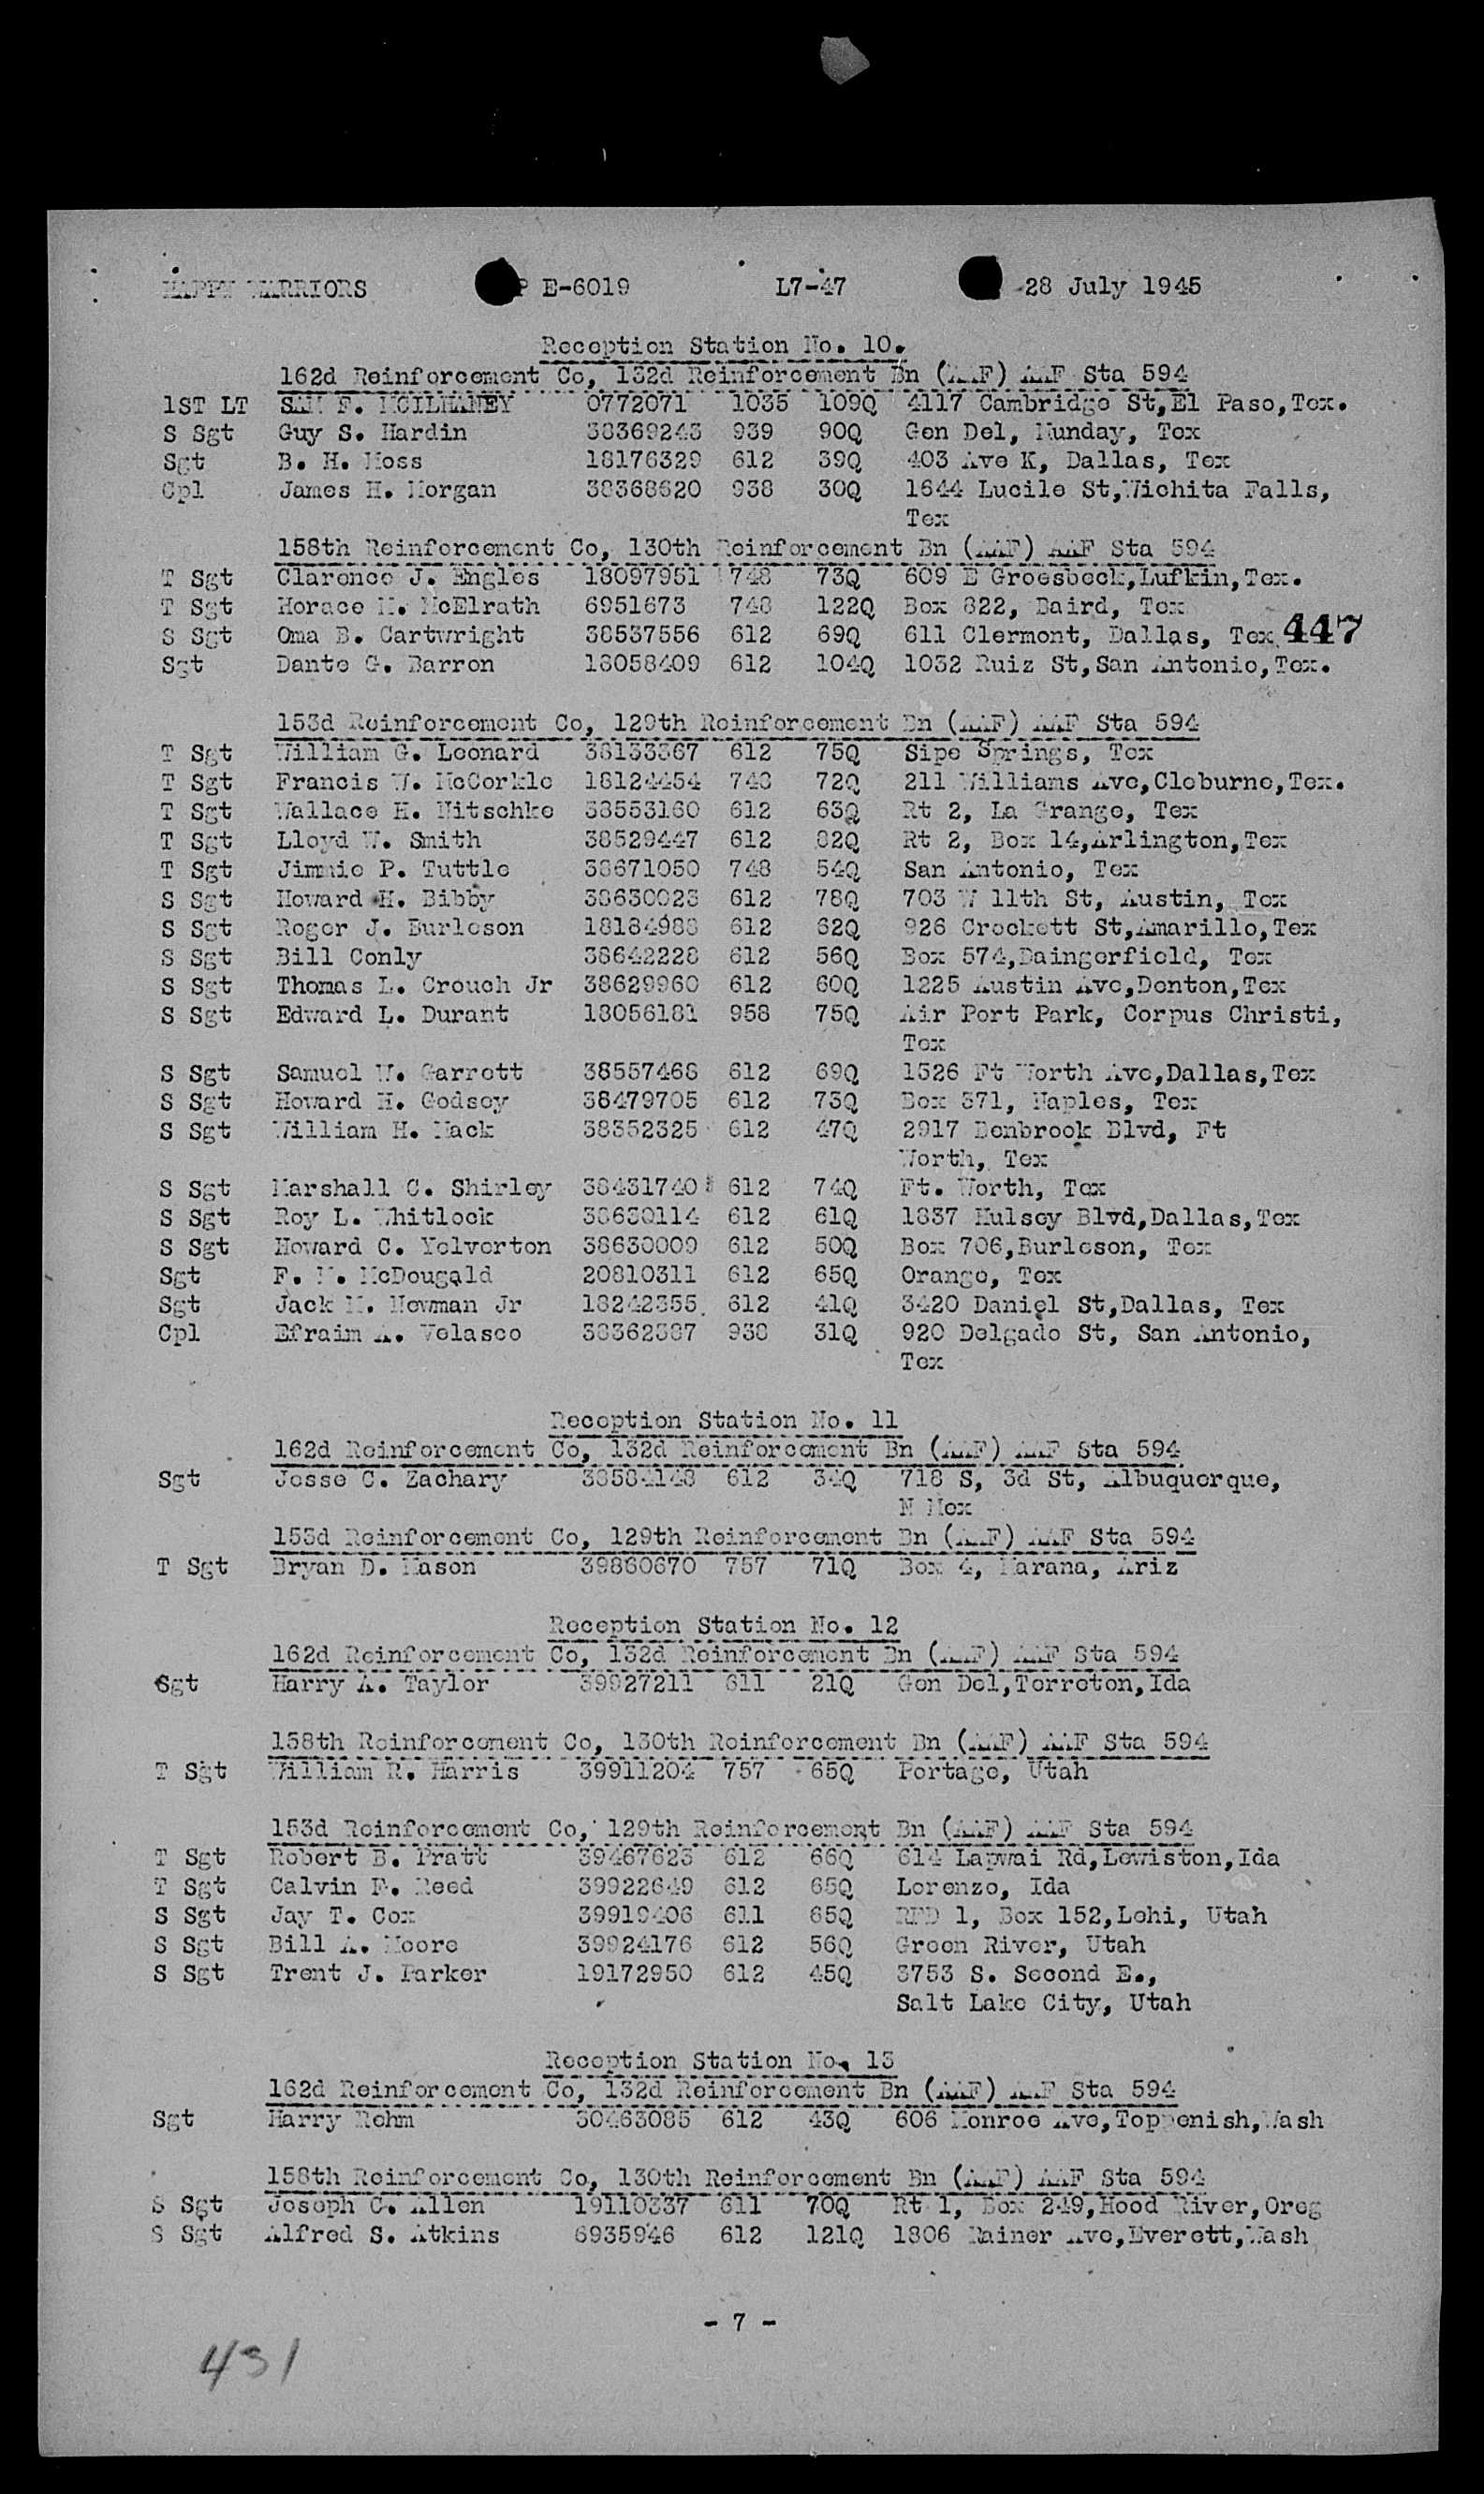 HAPPY WARRIORS P E-6019 L7-47 28 July 1945
Reception Station No. 10.
162d Reinforcement Co, 132d Reinforcement Bn (AAF) AAF Sta 594
1ST LT SAM F. MCILHANEY 0772071 1035 109Q 4117 Cambridge St,El Paso,Tex.
S Sgt Guy S. Hardin 38369243 939 90Q Gen Del, Munday, Tex
Sgt B. H. Moss 18176329 612 39Q 403 Ave K, Dallas, Tex
Cpl James H. Morgan 38368620 938 30Q 1644 Lucile St,Wichita Falls,
Tex
158th Reinforcement Co, 130th Reinforcement Bn (AAF) AAF Sta 594
T Sgt Clarence J. Engles 18097951 748 73Q 609 E Groesbeck,Lufkin,Tex.
T Sgt Horace M. McElrath 6951673 748 122Q Box 822, Baird, Tex
S Sgt Oma B. Cartwright 38537556 612 69Q 611 Clermont, Dallas, Tex 447
Sgt Dante G. Barron 18058409 612 104Q 1032 Ruiz St,San Antonio,Tex.
153d Reinforcement Co, 129th Reinforcement Bn (AAF) AAF Sta 594
T Sgt William G. Leonard 38133367 612 75Q Sipe Springs, Tex
T Sgt Francis W. McCorkle 18124454 748 72Q 211 Williams Ave,Cleburne,Tex.
T Sgt Wallace H. Nitschke 38553160 612 63Q Rt 2, La Grange, Tex
T Sgt Lloyd W. Smith 38529447 612 82Q Rt 2, Box 14,Arlington,Tex
T Sgt Jimmie P. Tuttle 38671050 748 54Q San Antonio, Tex
S Sgt Howard H. Bibby 38630023 612 78Q 703 W 11th St, Austin, Tex
S Sgt Roger J. Burleson 18184988 612 62Q 926 Crockett St,Amarillo,Tex
S Sgt Bill Conly 38642228 612 56Q Box 574,Daingerfield, Tex
S Sgt Thomas L. Crouch Jr 38629960 612 60Q 1225 Austin Ave,Denton,Tex
S Sgt Edward L. Durant 18056181 958 75Q Air Port Park, Corpus Christi,
Tex
S Sgt Samuel W. Garrett 38557468 612 69Q 1526 Ft Worth Ave,Dallas,Tex
S Sgt Howard H. Godsey 38479705 612 73Q Box 371, Naples, Tex
S Sgt William H. Mack 38352325 612 47Q 2917 Benbrook Blvd, Ft
Worth, Tex
S Sgt Marshall C. Shirley 38431740 612 74Q Ft. Worth, Tex
S Sgt Roy L. Whitlock 38630114 612 61Q 1837 Hulsey Blvd,Dallas,Tex
S Sgt Howard C. Yelverton 38630009 612 50Q Box 706,Burleson, Tex
Sgt F. M. McDougald 20810311 612 65Q Orange, Tex
Sgt Jack M. Newman Jr 18242355 612 41Q 3420 Daniel St,Dallas, Tex
Cpl Efraim A. Velasco 38362387 938 31Q 920 Delgado St, San Antonio,
Tex
Reception Station No. 11
162d Reinforcement Co, 132d Reinforcement Bn (AAF) AAF Sta 594
Sgt Jesse C. Zachary 38584148 612 34Q 718 S, 3d St, Albuquerque,
N Mex
153d Reinforcement Co, 129th Reinforcement Bn (AAF) AAF Sta 594
T Sgt Bryan D. Mason 39860670 757 71Q Box 4, Marana, Ariz
Reception Station No. 12
162d Reinforcement Co, 132d Reinforcement Bn (AAF) AAF Sta 594
Sgt Harry A. Taylor 39927211 611 21Q Gen Del,Terreton,Ida
158th Reinforcement Co, 130th Reinforcement Bn (AAF) AAF Sta 594
T Sgt William R. Harris 39911204 757 65Q Portage, Utah
153d Reinforcement Co, 129th Reinforcement Bn (AAF) AAF Sta 594
T Sgt Robert B. Pratt 39467623 612 66Q 614 Lapwai Rd,Lewiston,Ida
T Sgt Calvin F. Reed 39922649 612 65Q Lorenzo, Ida
S Sgt Jay T. Cox 39919406 611 65Q RFD 1, Box 152,Lehi, Utah
S Sgt Bill A. Moore 39924176 612 56Q Green River, Utah
S Sgt Trent J. Parker 19172950 612 45Q 3753 S. Second E.,
Salt Lake City, Utah
Reception Station No. 13
162d Reinforcement Co, 132d Reinforcement Bn (AAF) AAF Sta 594
Sgt Harry Rehm 30463085 612 43Q 606 Monroe Ave,Toppenish,Wash
158th Reinforcement Co, 130th Reinforcement Bn (AAF) AAF Sta 594
S Sgt Joseph C. Allen 19110337 611 70Q Rt 1, Box 249,Hood River,Oreg
S Sgt Alfred S. Atkins 6935946 612 121Q 1806 Rainer Ave,Everett,Wash
- 7 -
431